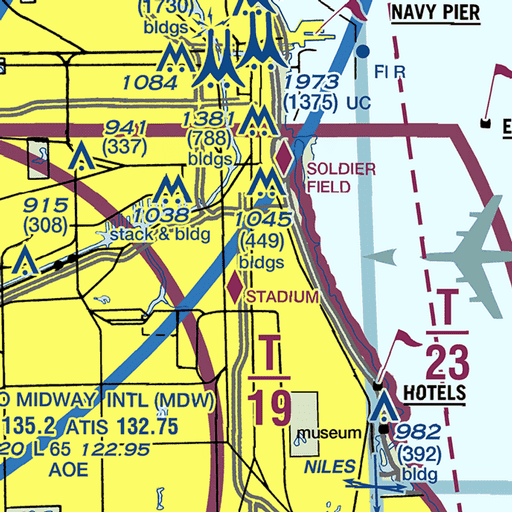 (1730)
bldgs
NAVY PIER
1084
FI R
1973
(1375) UC
941
(337)
1381
(788)
bldgs
E
SOLDIER
FIELD
915
(308)
1038
stack & bldg
1045
(449)
bldgs
STADIUM
T
23
T
19
HOTELS
O MIDWAY INTL (MDW)
135.2 ATIS 132.75
20 L 65 122.95
AOE
museum
982
(392)
bldg
NILES